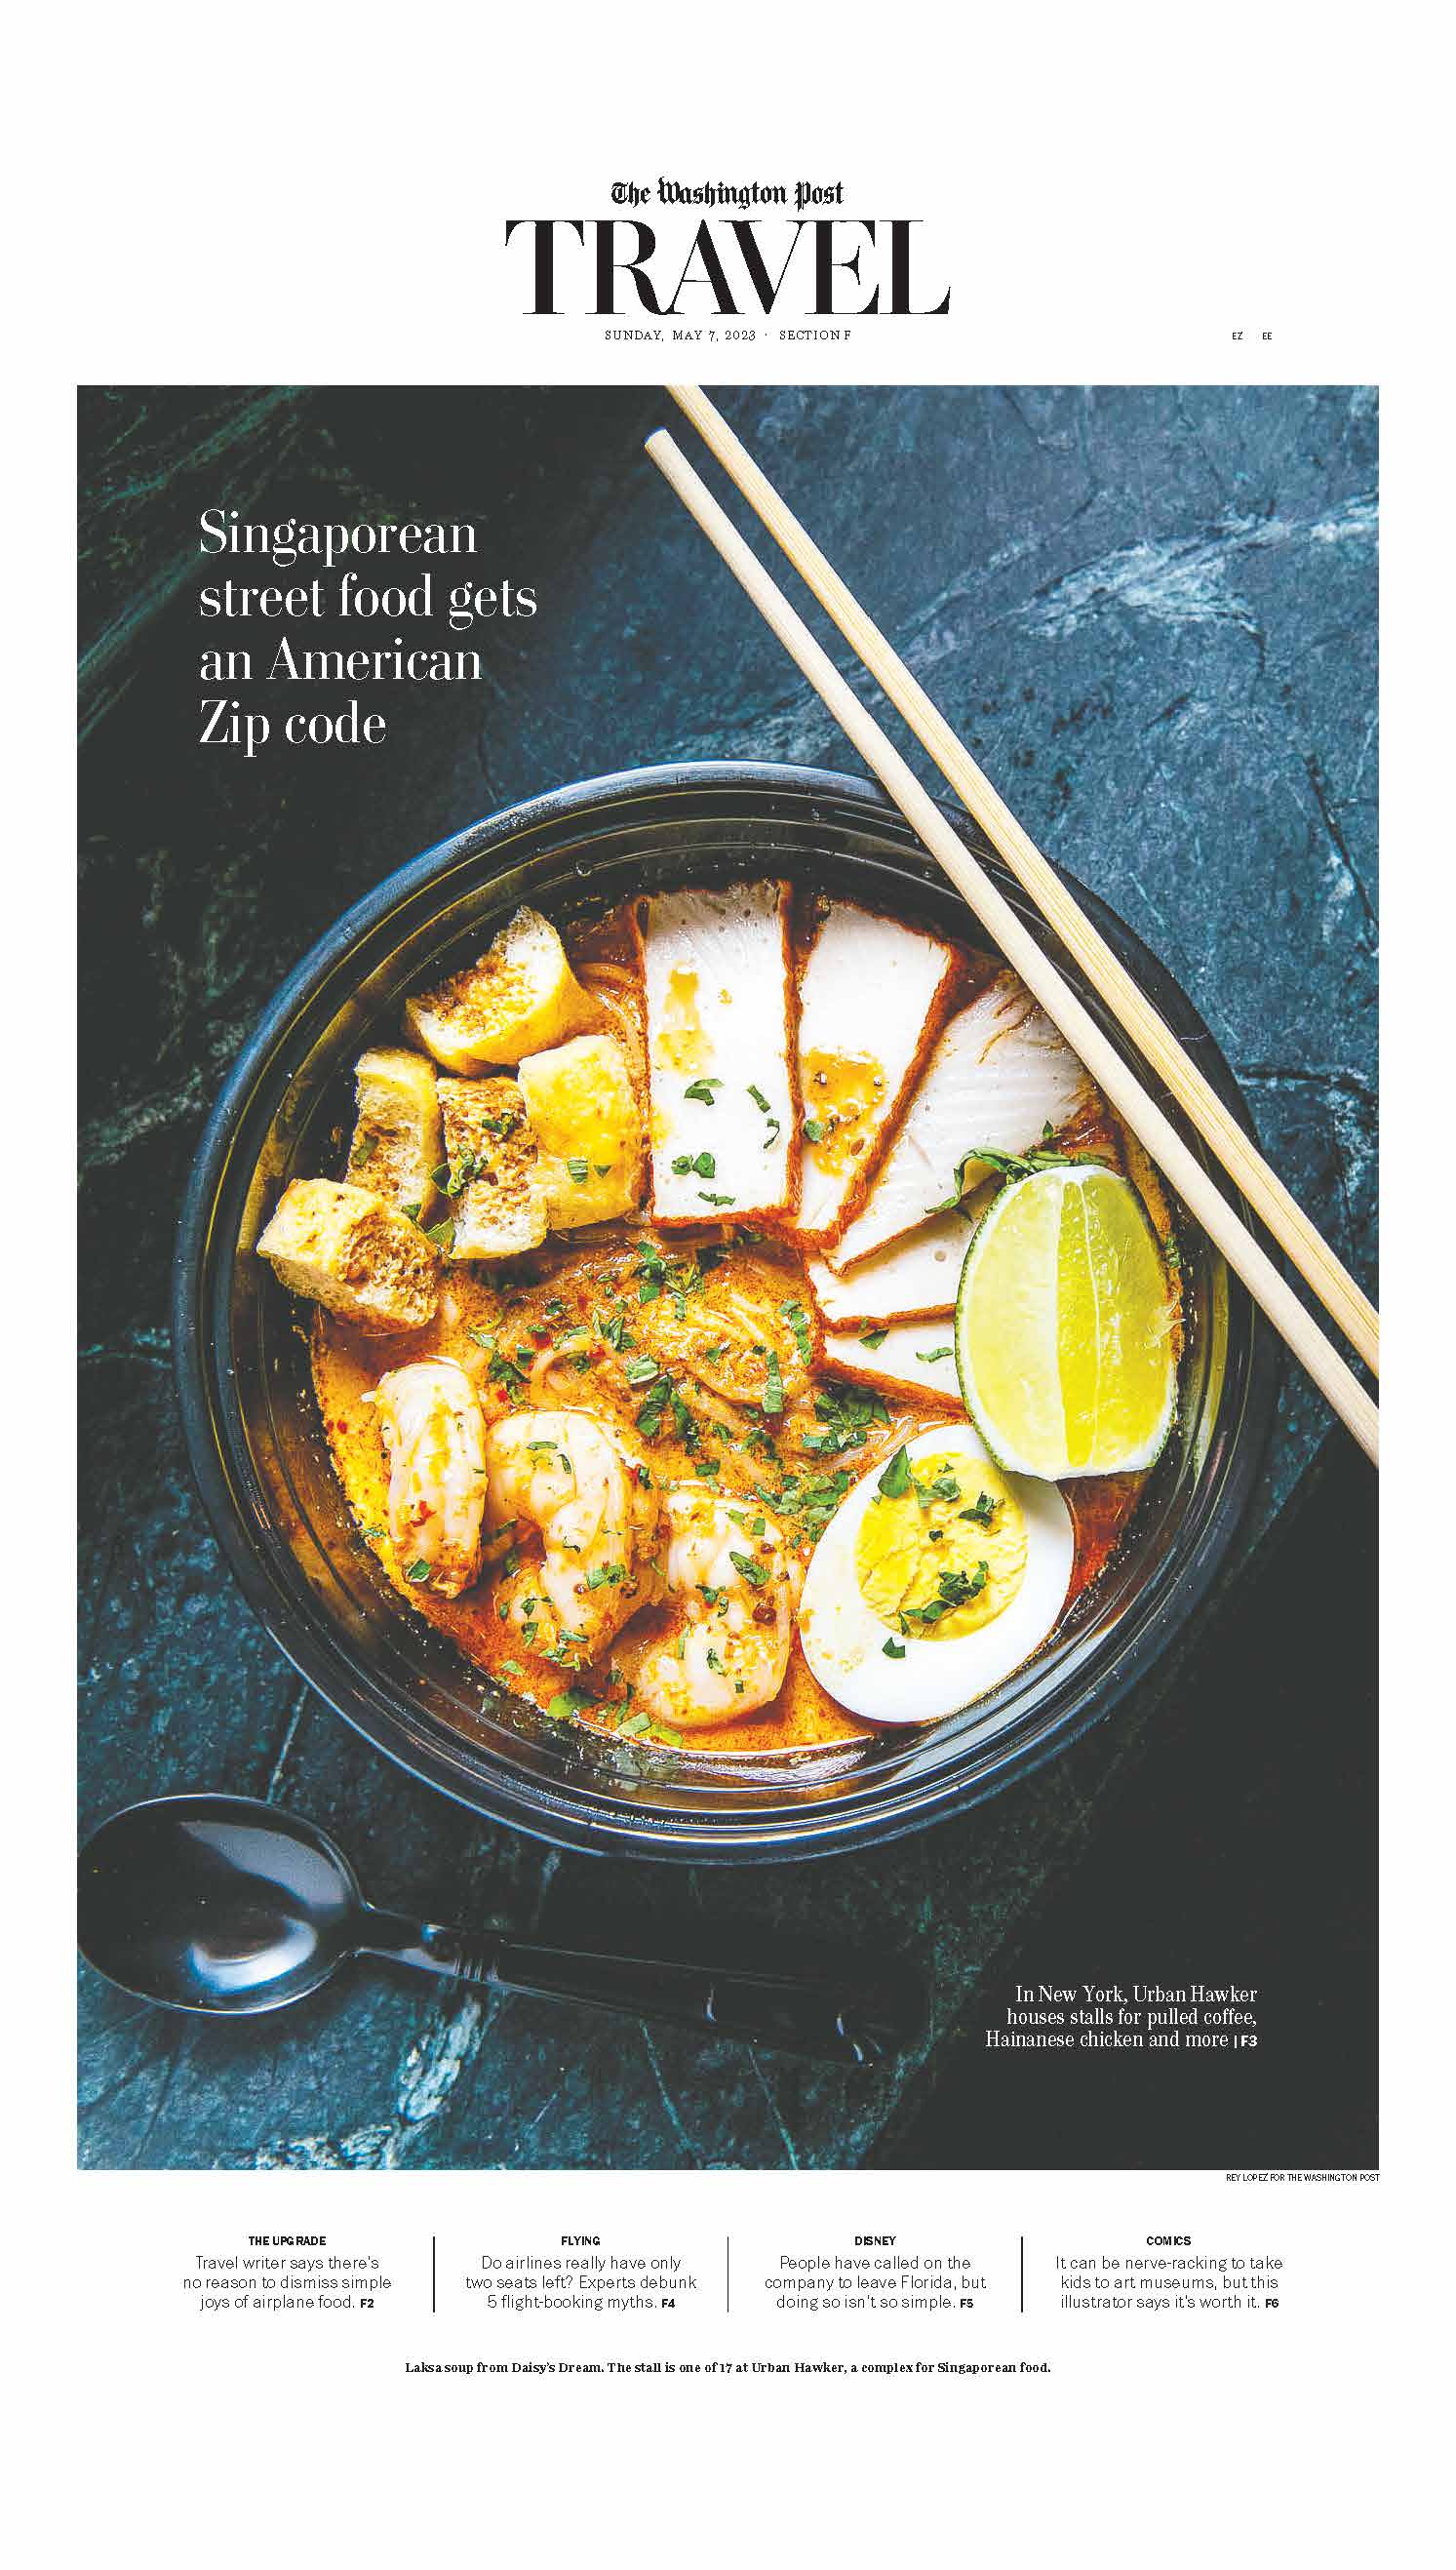 The Washington Post
TRAVEL
SUNDAY, MAY 7, 2023 · SECTION F
EZ EE
Singaporean
street food gets
an American
Zip code
In New York, Urban Hawker
houses stalls for pulled coffee,
Hainanese chicken and more | F3
REY LOPEZ FOR THE WASHINGTON POST
THE UPGRADE
Travel writer says there's
no reason to dismiss simple
joys of airplane food. F2
FLYING
Do airlines really have only
two seats left? Experts debunk
5 flight-booking myths. F4
DISNEY
People have called on the
company to leave Florida, but
doing so isn't so simple. F5
COMICS
It can be nerve-racking to take
kids to art museums, but this
illustrator says it's worth it. F6
Laksa soup from Daisy's Dream. The stall is one of 17 at Urban Hawker, a complex for Singaporean food.